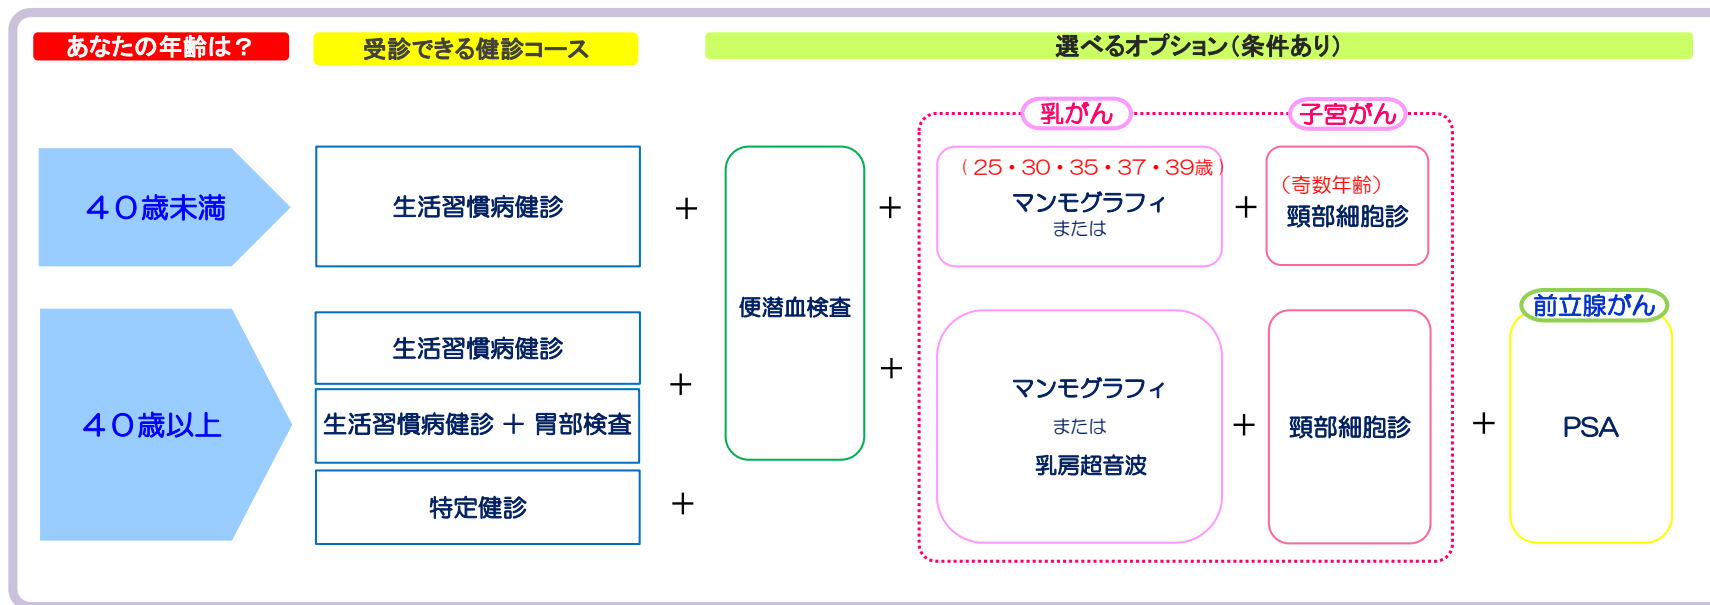 あなたの年齢は？
受診できる健診コース
選べるオプション（条件あり）
乳がん
子宮がん
４０歳未満
生活習慣病健診
＋
便潜血検査
＋
（25・30・35・37・39歳）
マンモグラフィ
または
＋
（奇数年齢）
頸部細胞診
４０歳以上
生活習慣病健診
生活習慣病健診 ＋ 胃部検査
特定健診
＋
＋
＋
マンモグラフィ
または
乳房超音波
＋
頸部細胞診
＋
前立腺がん
PSA